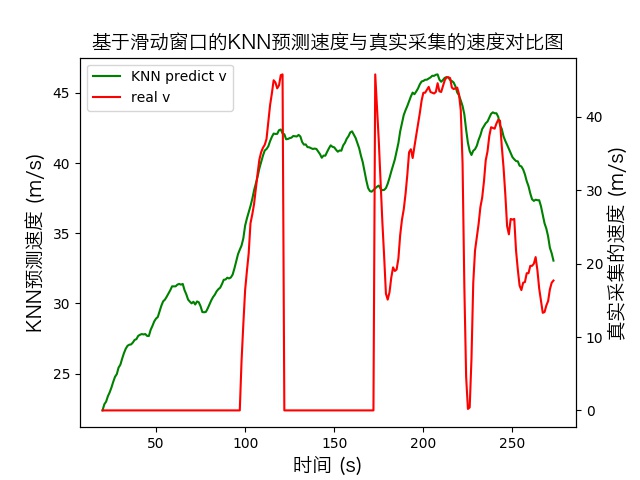 基于滑动窗口的KNN预测速度与真实采集的速度对比图
KNN predict v
real v
KNN预测速度 (m/s)
45
40
35
30
25
真实采集的速度 (m/s)
40
30
20
10
0
50 100 150 200 250
时间 (s)